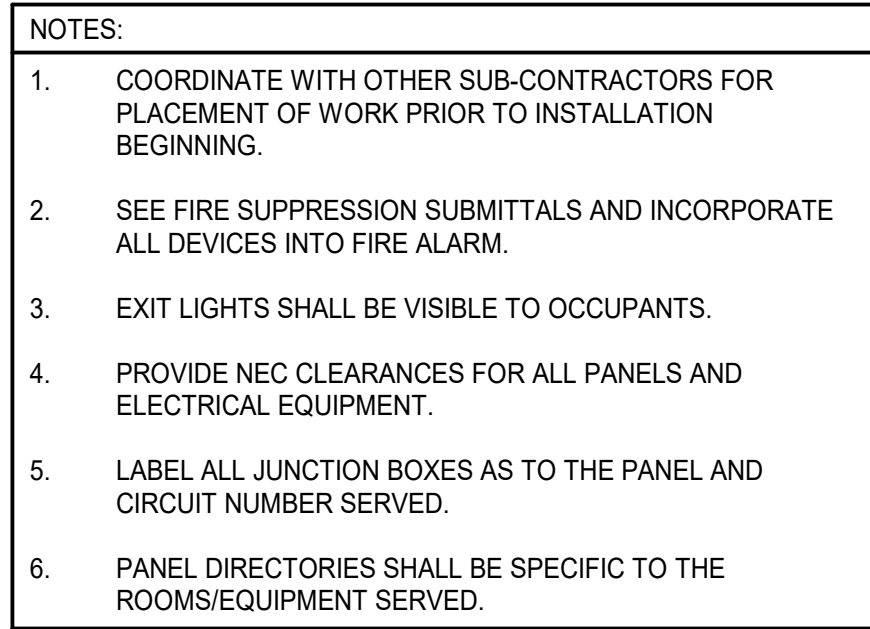 NOTES:
1. COORDINATE WITH OTHER SUB-CONTRACTORS FOR
PLACEMENT OF WORK PRIOR TO INSTALLATION
BEGINNING.
2. SEE FIRE SUPPRESSION SUBMITTALS AND INCORPORATE
ALL DEVICES INTO FIRE ALARM.
3. EXIT LIGHTS SHALL BE VISIBLE TO OCCUPANTS.
4. PROVIDE NEC CLEARANCES FOR ALL PANELS AND
ELECTRICAL EQUIPMENT.
5. LABEL ALL JUNCTION BOXES AS TO THE PANEL AND
CIRCUIT NUMBER SERVED.
6. PANEL DIRECTORIES SHALL BE SPECIFIC TO THE
ROOMS/EQUIPMENT SERVED.